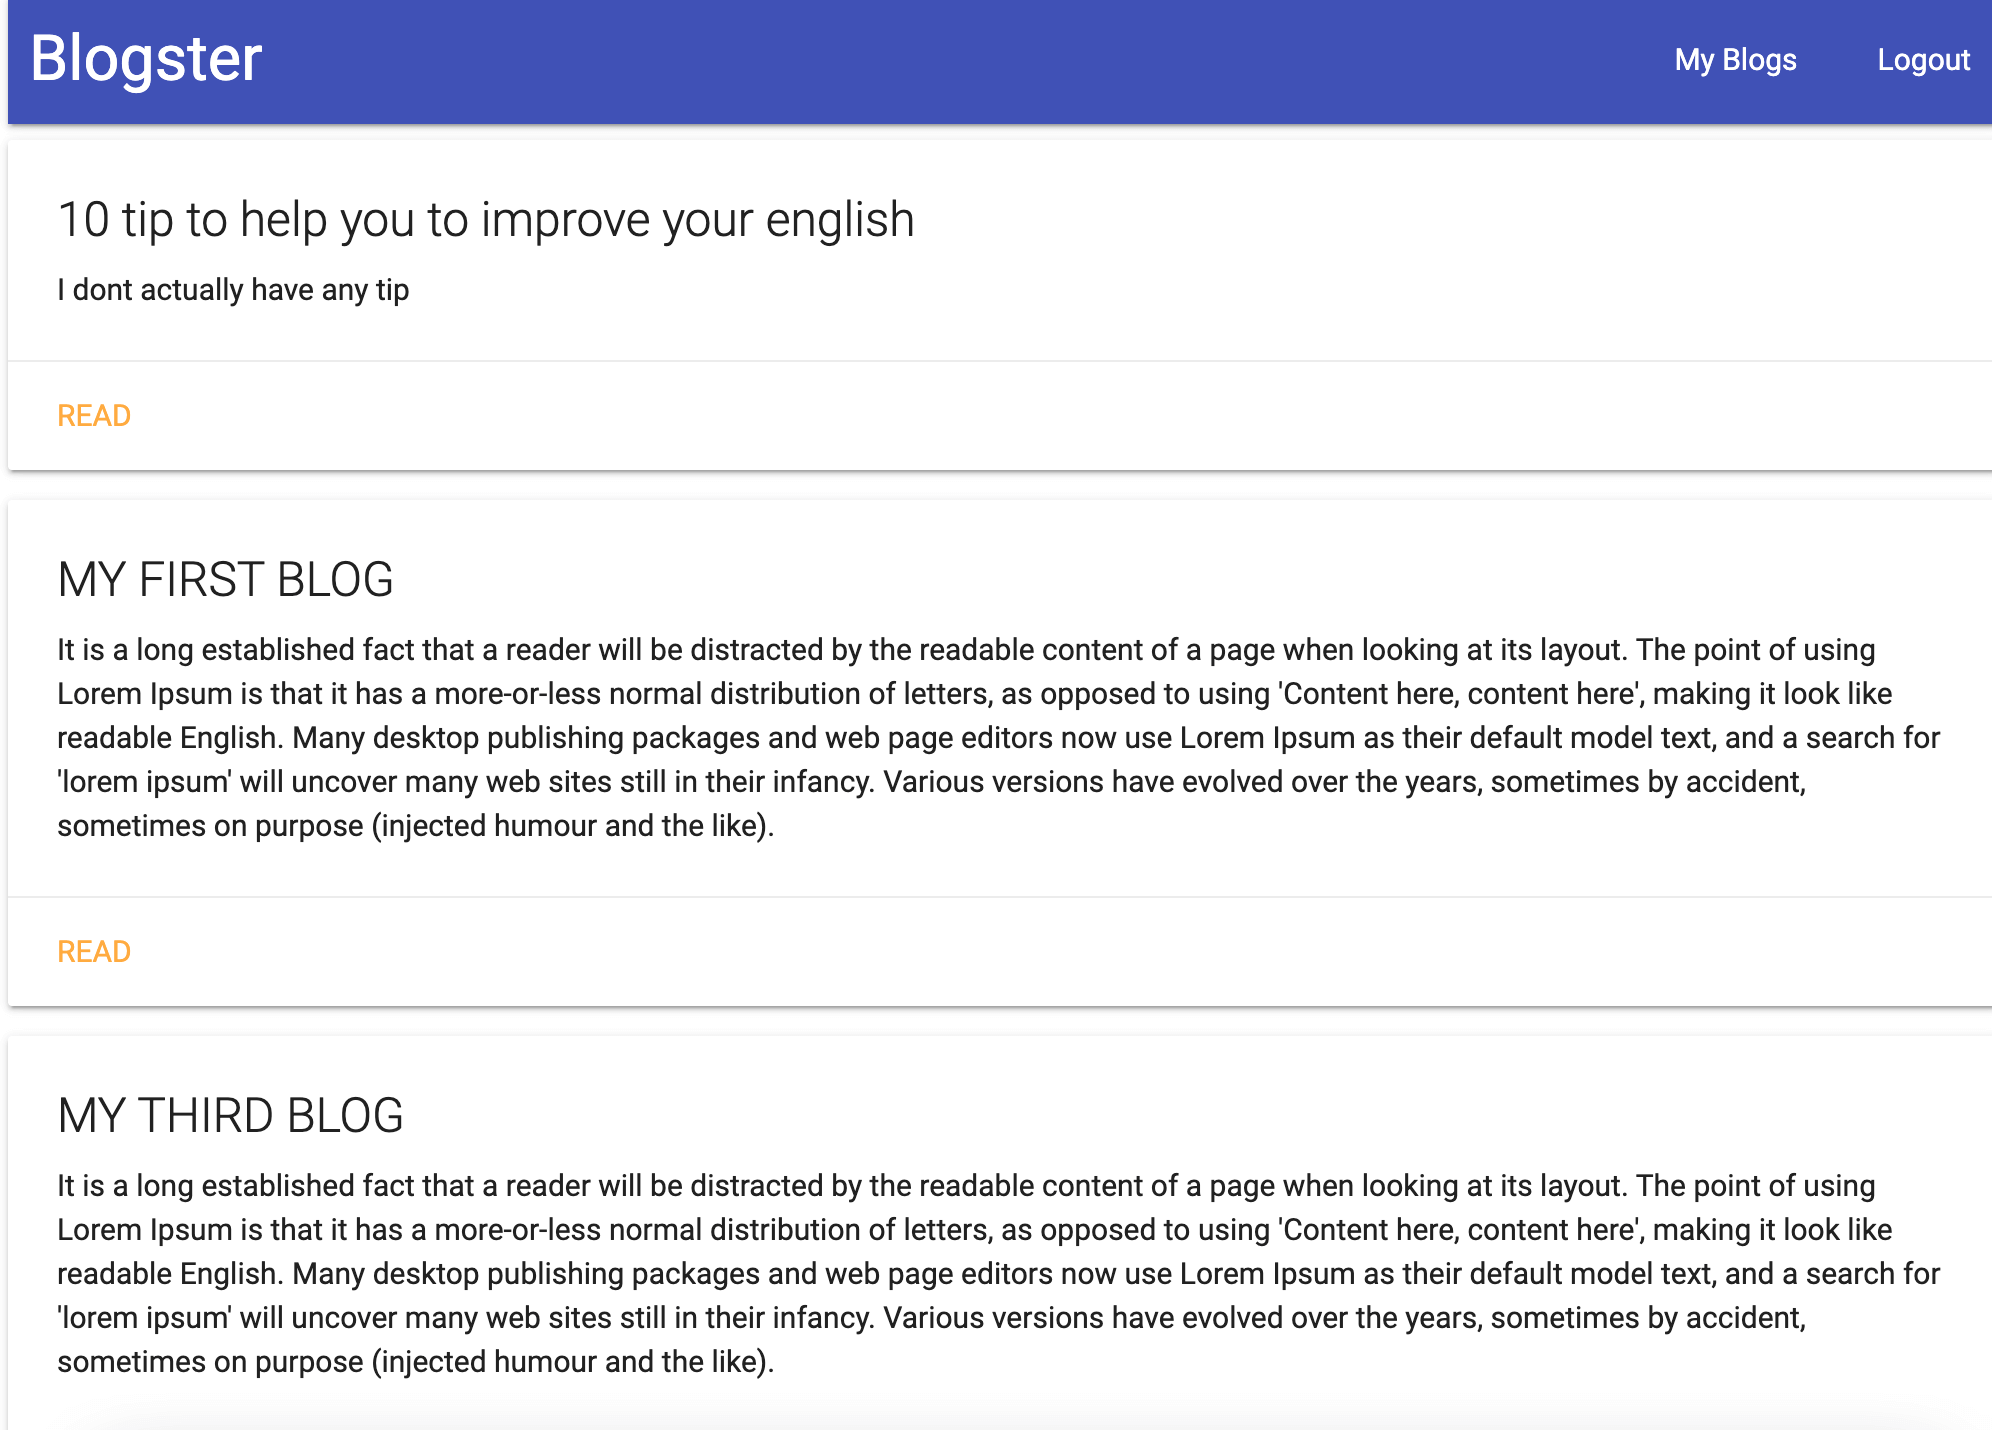 Blogster
My Blogs
Logout
10 tip to help you to improve your english
I dont actually have any tip
READ
MY FIRST BLOG
It is a long established fact that a reader will be distracted by the readable content of a page when looking at its layout. The point of using
Lorem Ipsum is that it has a more-or-less normal distribution of letters, as opposed to using 'Content here, content here', making it look like
readable English. Many desktop publishing packages and web page editors now use Lorem Ipsum as their default model text, and a search for
'lorem ipsum' will uncover many web sites still in their infancy. Various versions have evolved over the years, sometimes by accident,
sometimes on purpose (injected humour and the like).
READ
MY THIRD BLOG
It is a long established fact that a reader will be distracted by the readable content of a page when looking at its layout. The point of using
Lorem Ipsum is that it has a more-or-less normal distribution of letters, as opposed to using 'Content here, content here', making it look like
readable English. Many desktop publishing packages and web page editors now use Lorem Ipsum as their default model text, and a search for
'lorem ipsum' will uncover many web sites still in their infancy. Various versions have evolved over the years, sometimes by accident,
sometimes on purpose (injected humour and the like).